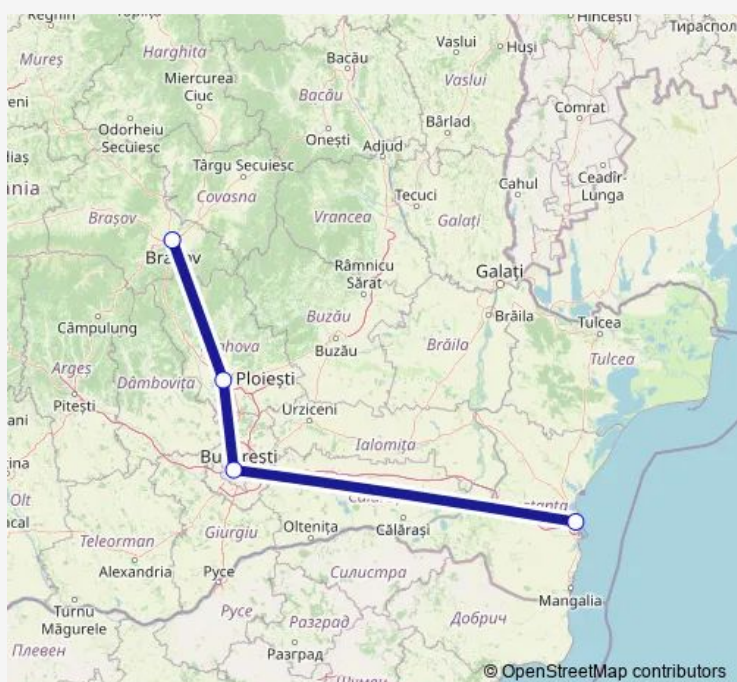 Reghin
Hîncești
Тираспол
Harghita
Mureș
Miercurea
Ciuc
Bacău
Bacău
Vaslui
Huși
Vaslui
Comrat
Odorheiu
Secuiesc
Onești
Adjud
Bârlad
Târgu Secuiesc
Covasna
Tecuci
Cahul
Ceadîr-
Lunga
Brașov
Vrancea
Galați
Râmnicu
Sărat
Galați
Câmpulung
Buzău
Brăila
Tulcea
Brăila
Tulcea
Argeș
Dâmbovița
Ploiești
Buzău
Pitești
Urziceni
Ialomița
Olt
Giurgiu
Oltenița
Călărași
Teleorman
Alexandria
Русе
Силистра
Turnu
Măgurele
Русе
Разград
Добрич
Mangalia
Плевен
Разград
© OpenStreetMap contributors